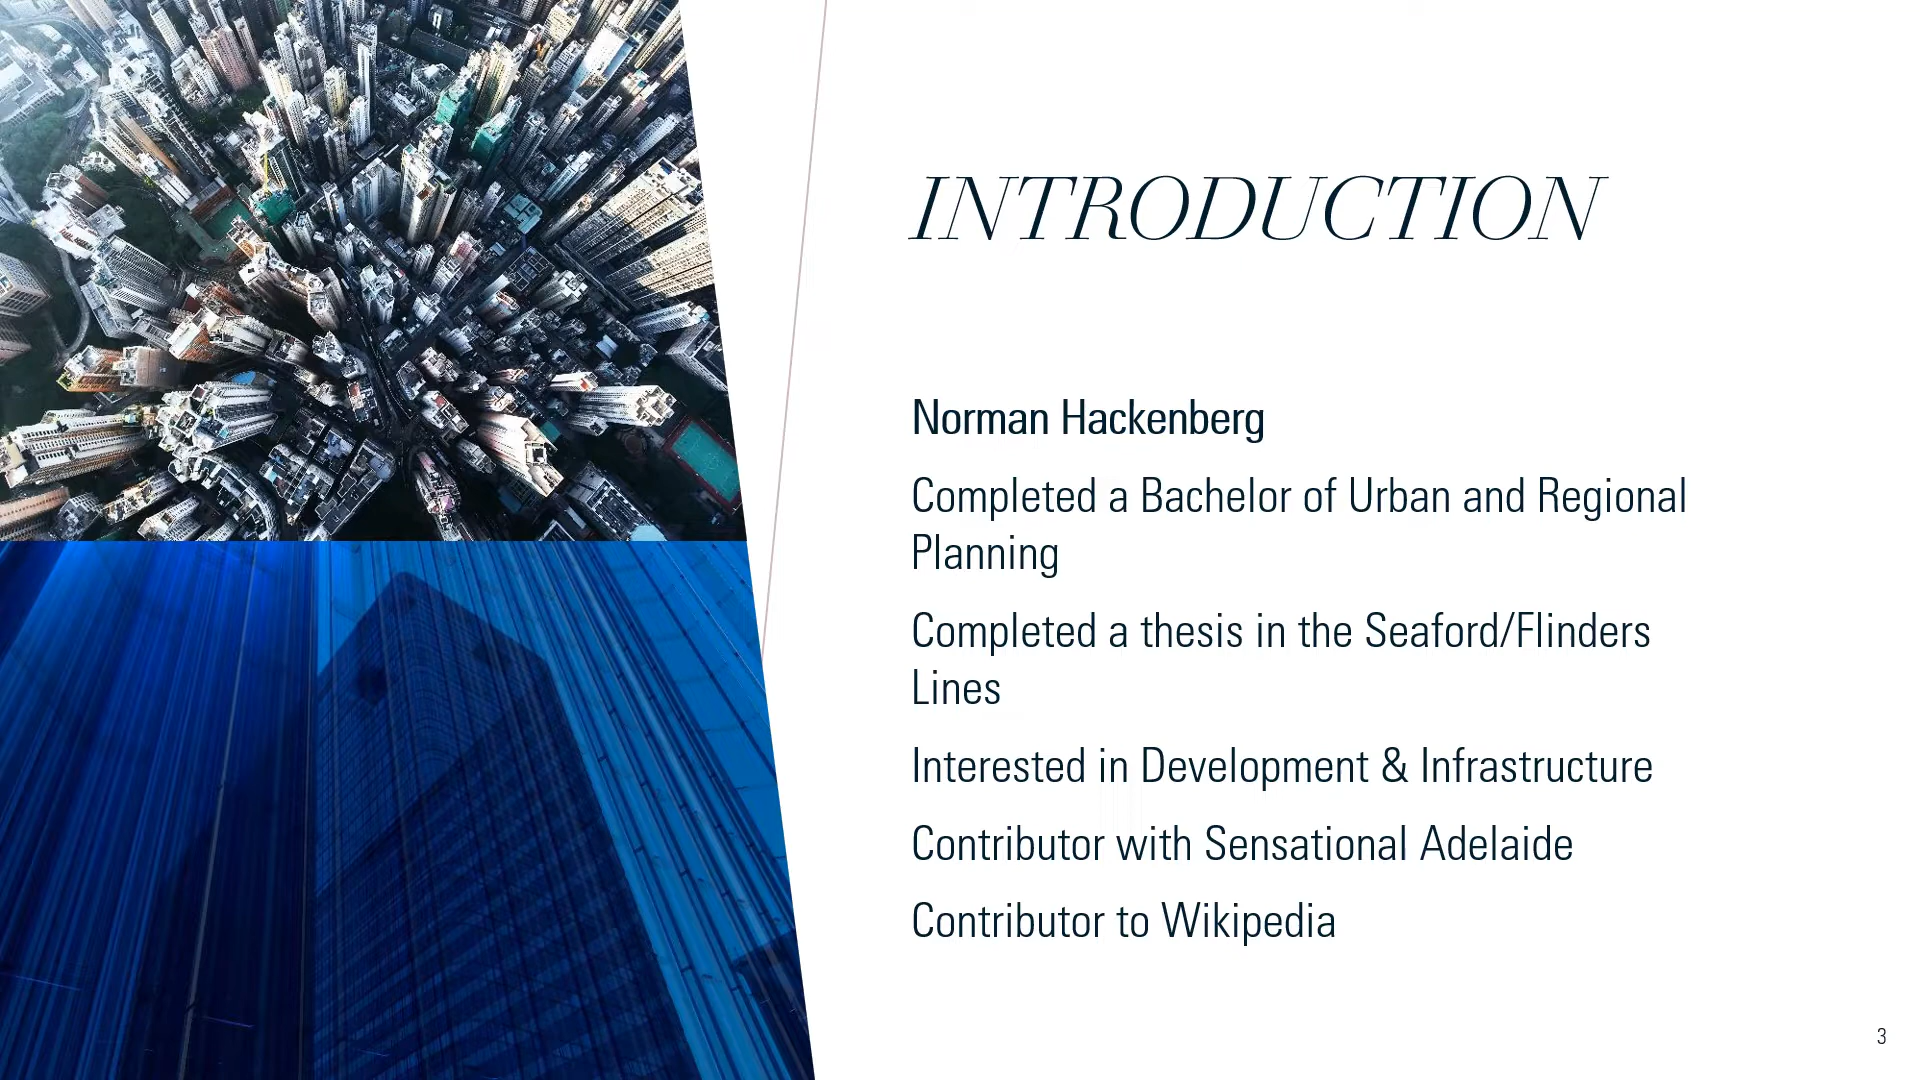 INTRODUCTION
Norman Hackenberg
Completed a Bachelor of Urban and Regional
Planning
Completed a thesis in the Seaford/Flinders
Lines
Interested in Development & Infrastructure
Contributor with Sensational Adelaide
Contributor to Wikipedia
3